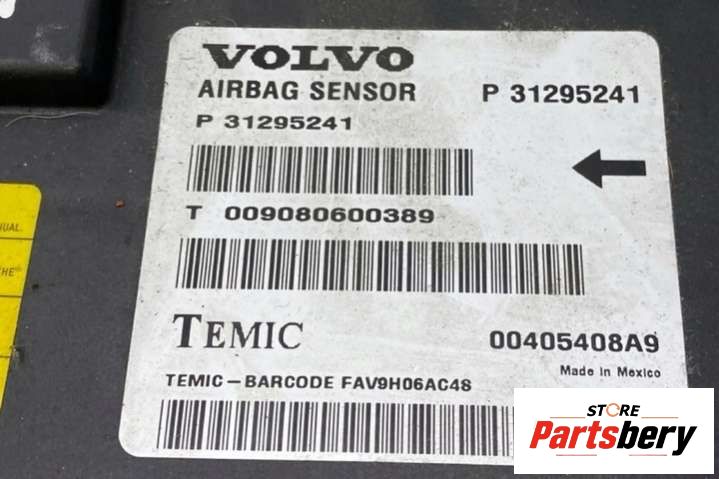 VOLVO
AIRBAG SENSOR P 31295241
P 31295241
T 009080600389
TEMIC 00405408A9
Made in Mexico
TEMIC-BARCODE FAV9H06AC48
STORE
Partsbery